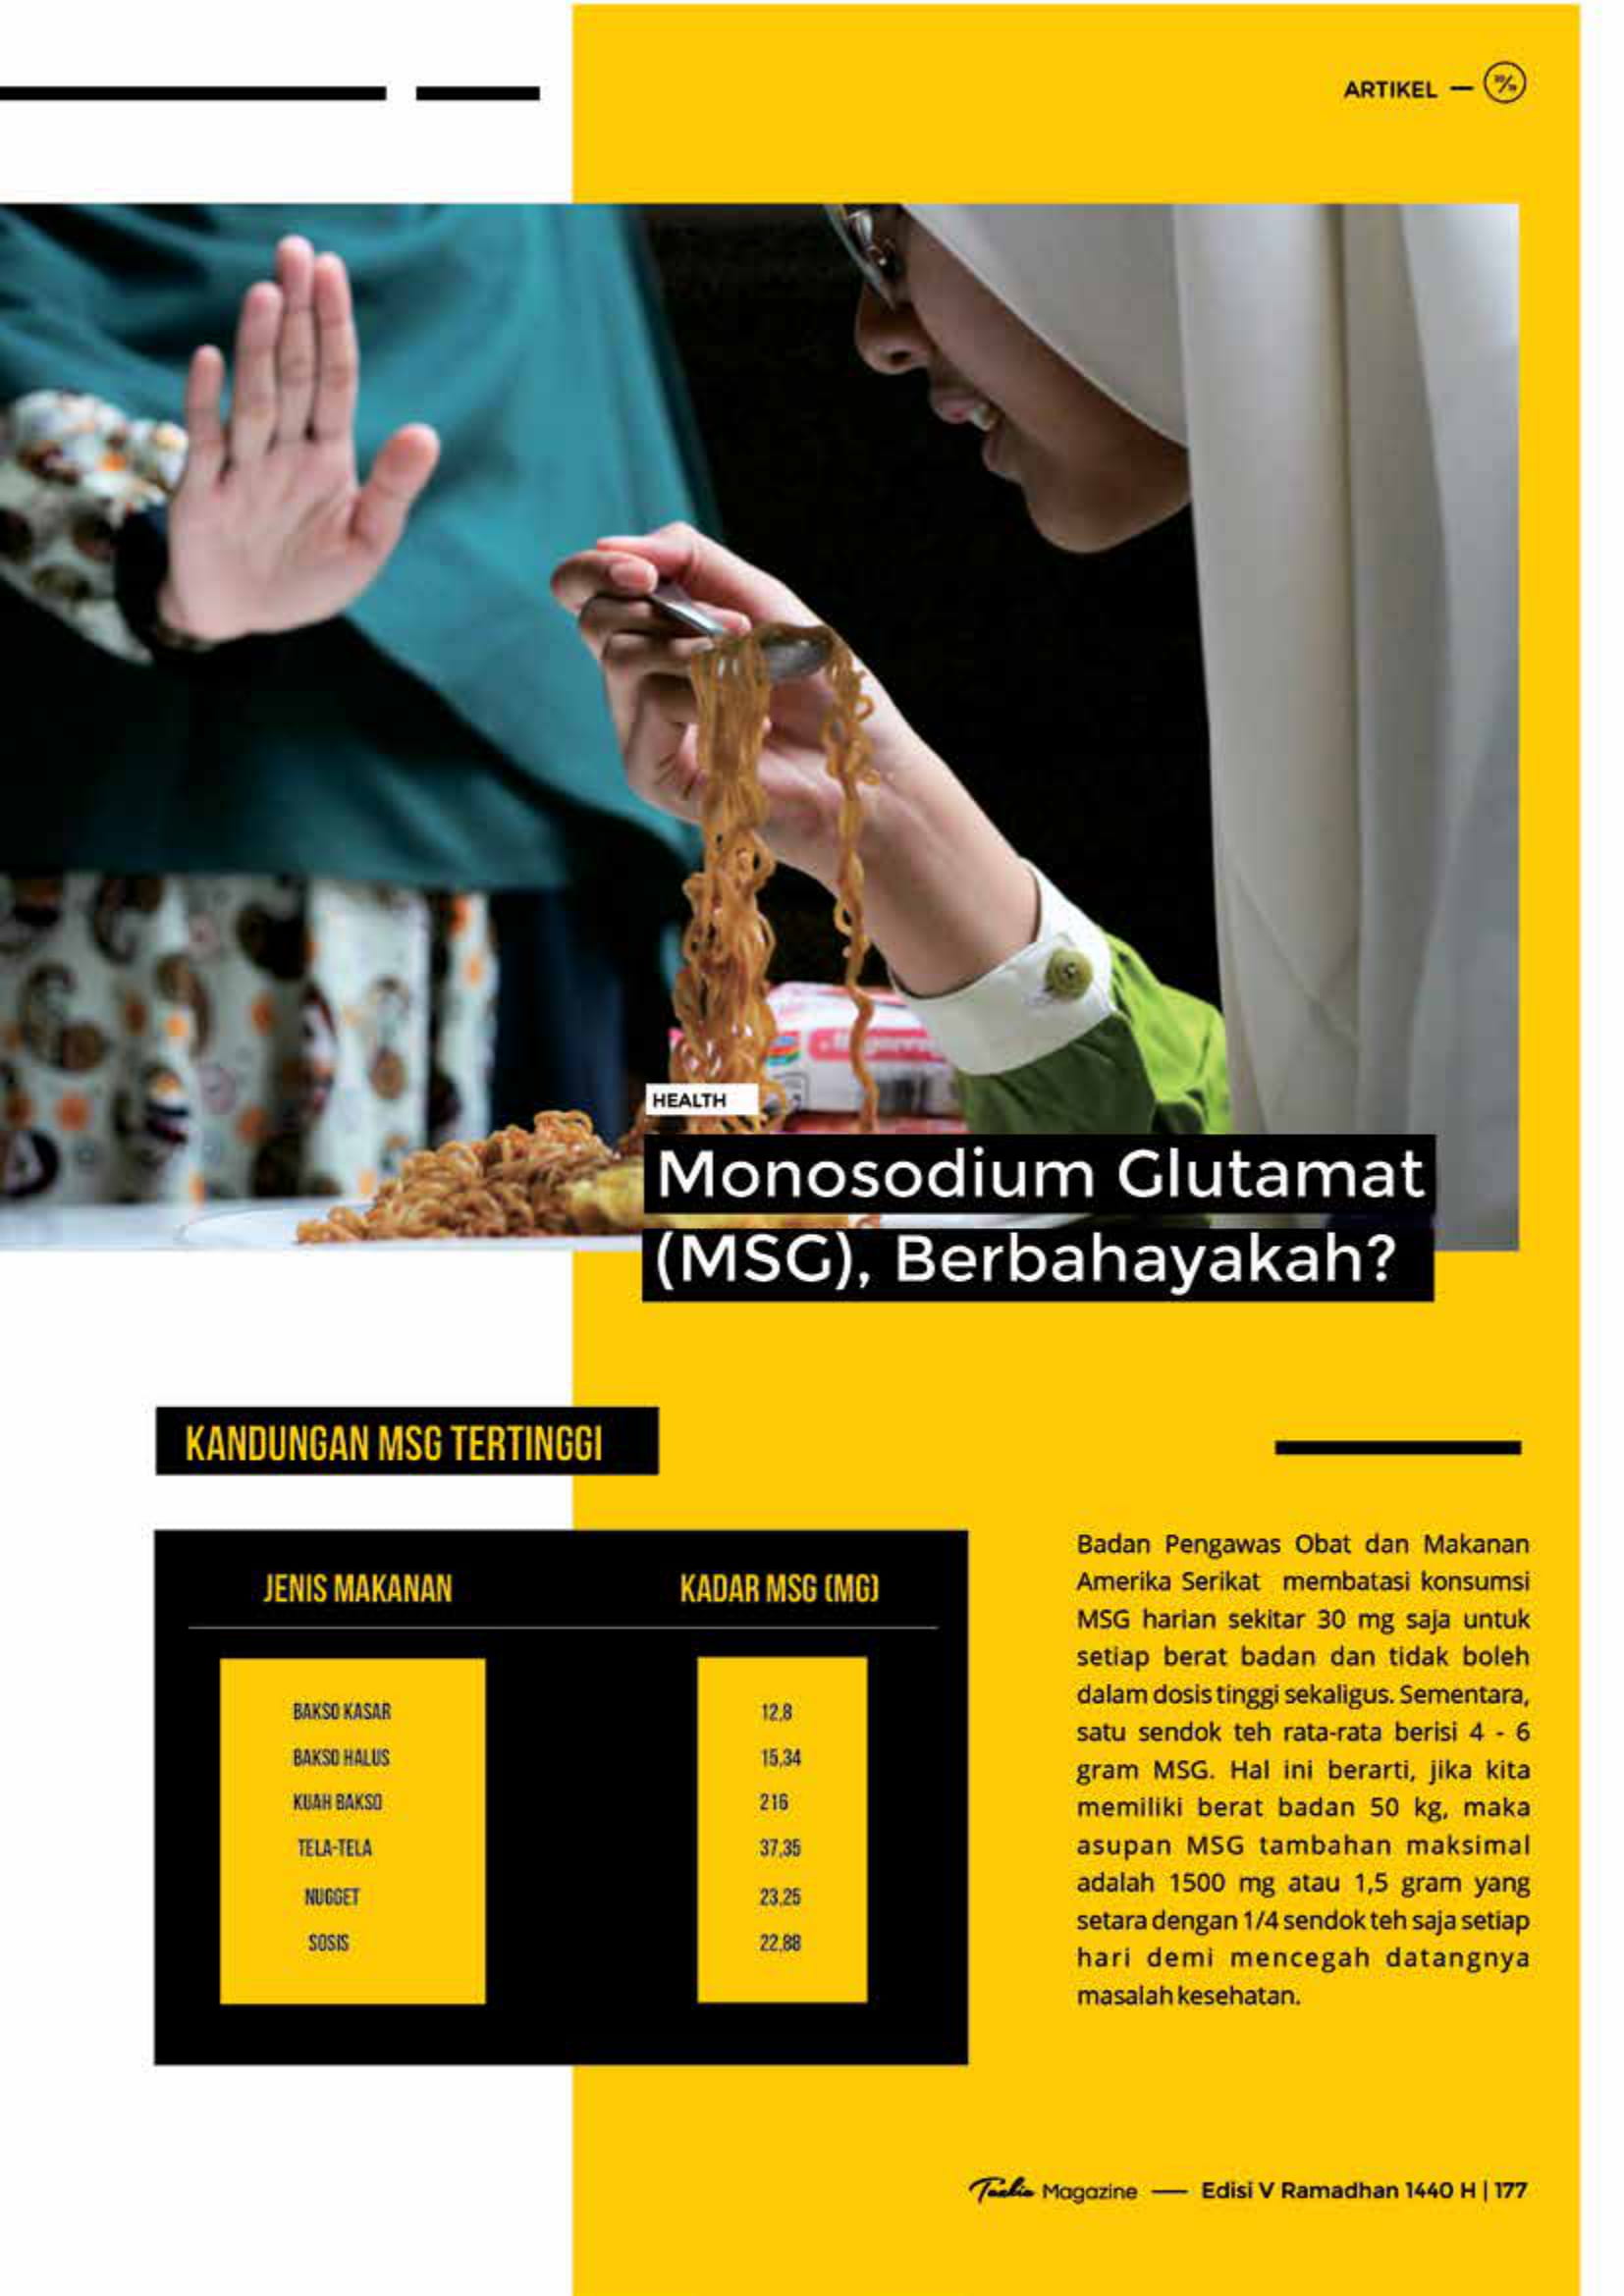 ARTIKEL
HEALTH
Monosodium Glutamat
(MSG), Berbahayakah?
KANDUNGAN MSG TERTINGGI
JENIS MAKANAN KADAR MSG (MG)
BAKSO KASAR 12,8
BAKSO HALUS 15,34
KUAH BAKSO 216
TELA-TELA 37,35
NUGGET 23,25
SOSIS 22,88
Badan Pengawas Obat dan Makanan
Amerika Serikat membatasi konsumsi
MSG harian sekitar 30 mg saja untuk
setiap berat badan dan tidak boleh
dalam dosis tinggi sekaligus. Sementara,
satu sendok teh rata-rata berisi 4 - 6
gram MSG. Hal ini berarti, jika kita
memiliki berat badan 50 kg, maka
asupan MSG tambahan maksimal
adalah 1500 mg atau 1,5 gram yang
setara dengan 1/4 sendok teh saja setiap
hari demi mencegah datangnya
masalah kesehatan.
Magazine — Edisi V Ramadhan 1440 H | 177